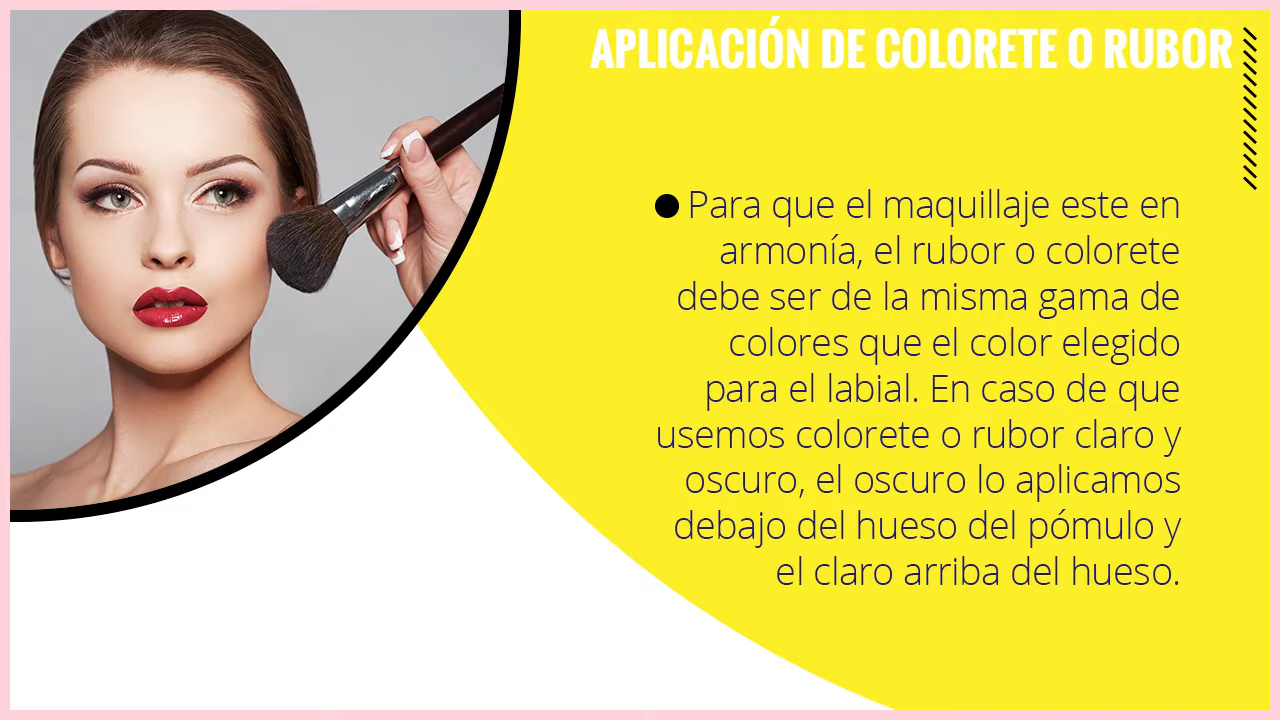 APLICACIÓN DE COLORETE O RUBOR
● Para que el maquillaje este en
armonía, el rubor o colorete
debe ser de la misma gama de
colores que el color elegido
para el labial. En caso de que
usemos colorete o rubor claro y
oscuro, el oscuro lo aplicamos
debajo del hueso del pómulo y
el claro arriba del hueso.